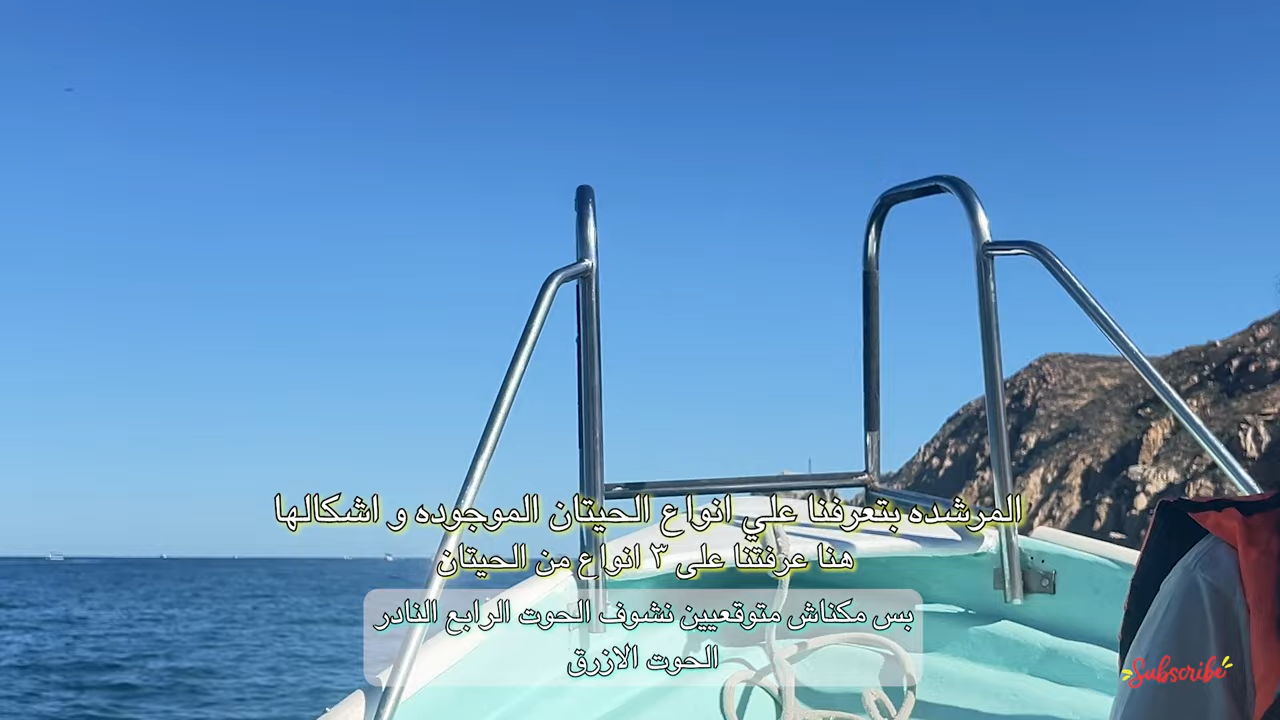 المرشده بتعرفنا علي انواع الحيتان الموجوده و اشكالها
هنا عرفتنا على ٣ انواع من الحيتان
بس مكناش متوقعيين نشوف الحوت الرابع النادر
الحوت الازرق
Subscribe